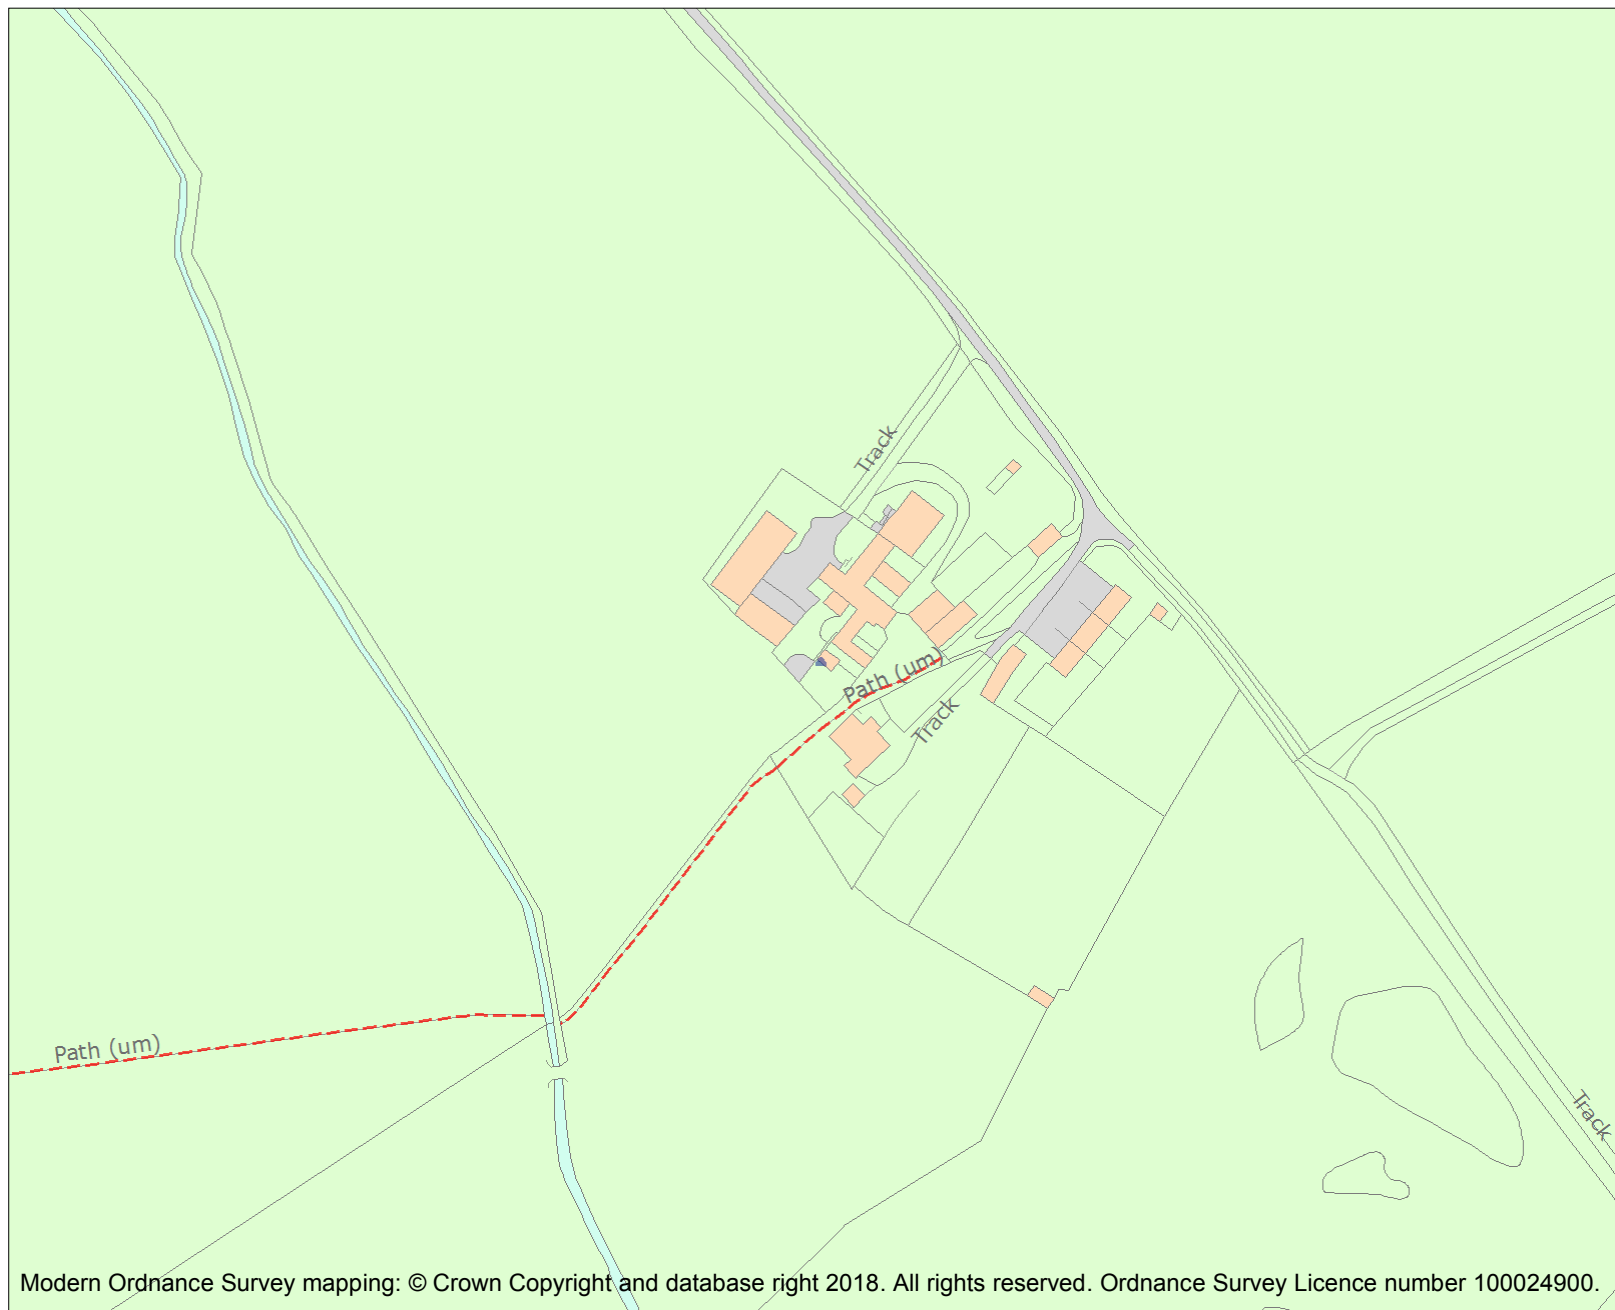 Track
Path (um)
Track
Path (um)
Track
Modern Ordnance Survey mapping: © Crown Copyright and database right 2018. All rights reserved. Ordnance Survey Licence number 100024900.